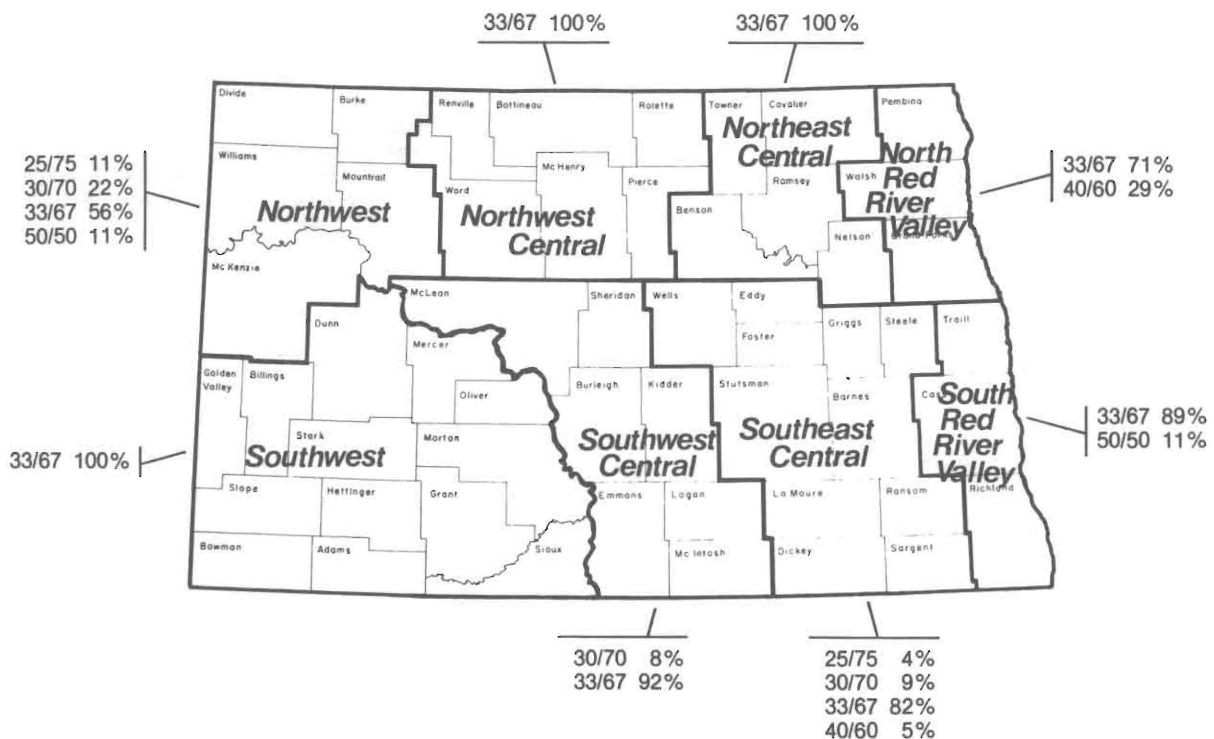 33/67 100%
33/67 100%
Divide
Burke
Renville
Bottineau
Rolette
Towner
Cavalier
Pembina
Northeast
Central
Williams
Mountrail
Mc Henry
Ward
Pierce
Ramsey
Walsh
North
Red
River
Valley
25/75 11%
30/70 22%
33/67 56%
50/50 11%
33/67 71%
40/60 29%
Northwest
Northwest
Central
Benson
Nelson
Mc Kenzie
McLean
Sheridan
Wells
Eddy
Foster
Griggs
Steele
Traill
Dunn
Mercer
Golden
Valley
Billings
Oliver
Burleigh
Kidder
Stutsman
Barnes
South
Red
River
Valley
33/67 89%
50/50 11%
Stark
Morton
Southwest
Southwest
Central
Southeast
Central
33/67 100%
Slope
Hettinger
Grant
Emmons
Logan
La Moure
Ransom
Richland
Bowman
Adams
Sioux
Mc Intosh
Dickey
Sargent
30/70 8%
33/67 92%
25/75 4%
30/70 9%
33/67 82%
40/60 5%